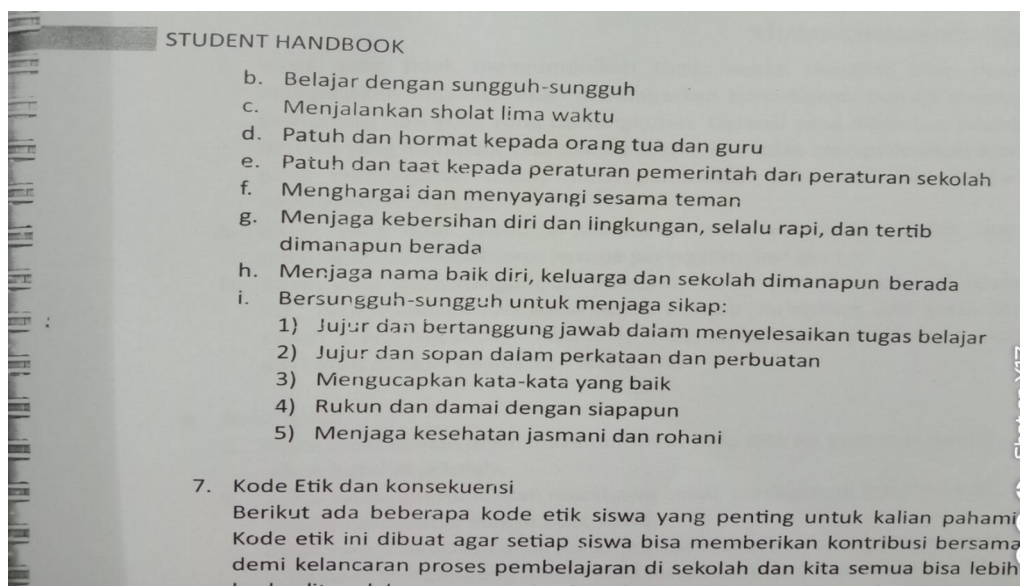 STUDENT HANDBOOK
b. Belajar dengan sungguh-sungguh
c. Menjalankan sholat lima waktu
d. Patuh dan hormat kepada orang tua dan guru
e. Patuh dan taat kepada peraturan pemerintah dan peraturan sekolah
f. Menghargai dan menyayangi sesama teman
g. Menjaga kebersihan diri dan lingkungan, selalu rapi, dan tertib
dimanapun berada
h. Menjaga nama baik diri, keluarga dan sekolah dimanapun berada
i. Bersungguh-sungguh untuk menjaga sikap:
1) Jujur dan bertanggung jawab dalam menyelesaikan tugas belajar
2) Jujur dan sopan dalam perkataan dan perbuatan
3) Mengucapkan kata-kata yang baik
4) Rukun dan damai dengan siapapun
5) Menjaga kesehatan jasmani dan rohani
7. Kode Etik dan konsekuensi
Berikut ada beberapa kode etik siswa yang penting untuk kalian pahami
Kode etik ini dibuat agar setiap siswa bisa memberikan kontribusi bersama
demi kelancaran proses pembelajaran di sekolah dan kita semua bisa lebih